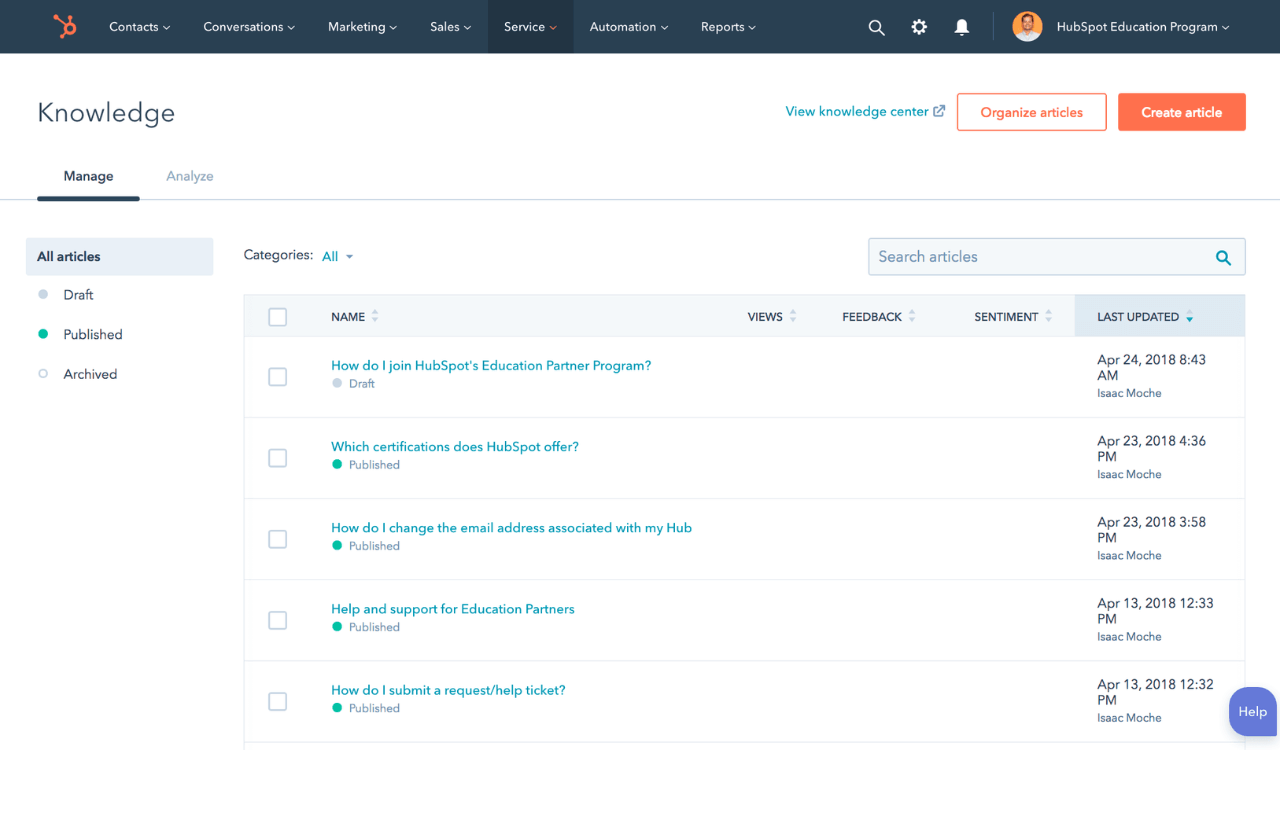 Contacts Conversations Marketing Sales Service Automation Reports HubSpot Education Program
Knowledge
View knowledge center Organize articles Create article
Manage Analyze
All articles
Draft
Published
Archived
Categories: All Search articles
NAME VIEWS FEEDBACK SENTIMENT LAST UPDATED
How do I join HubSpot's Education Partner Program?
Draft
Apr 24, 2018 8:43
AM
Isaac Moche
Which certifications does HubSpot offer?
Published
Apr 23, 2018 4:36
PM
Isaac Moche
How do I change the email address associated with my Hub
Published
Apr 23, 2018 3:58
PM
Isaac Moche
Help and support for Education Partners
Published
Apr 13, 2018 12:33
PM
Isaac Moche
How do I submit a request/help ticket?
Published
Apr 13, 2018 12:32
PM
Isaac Moche
Help